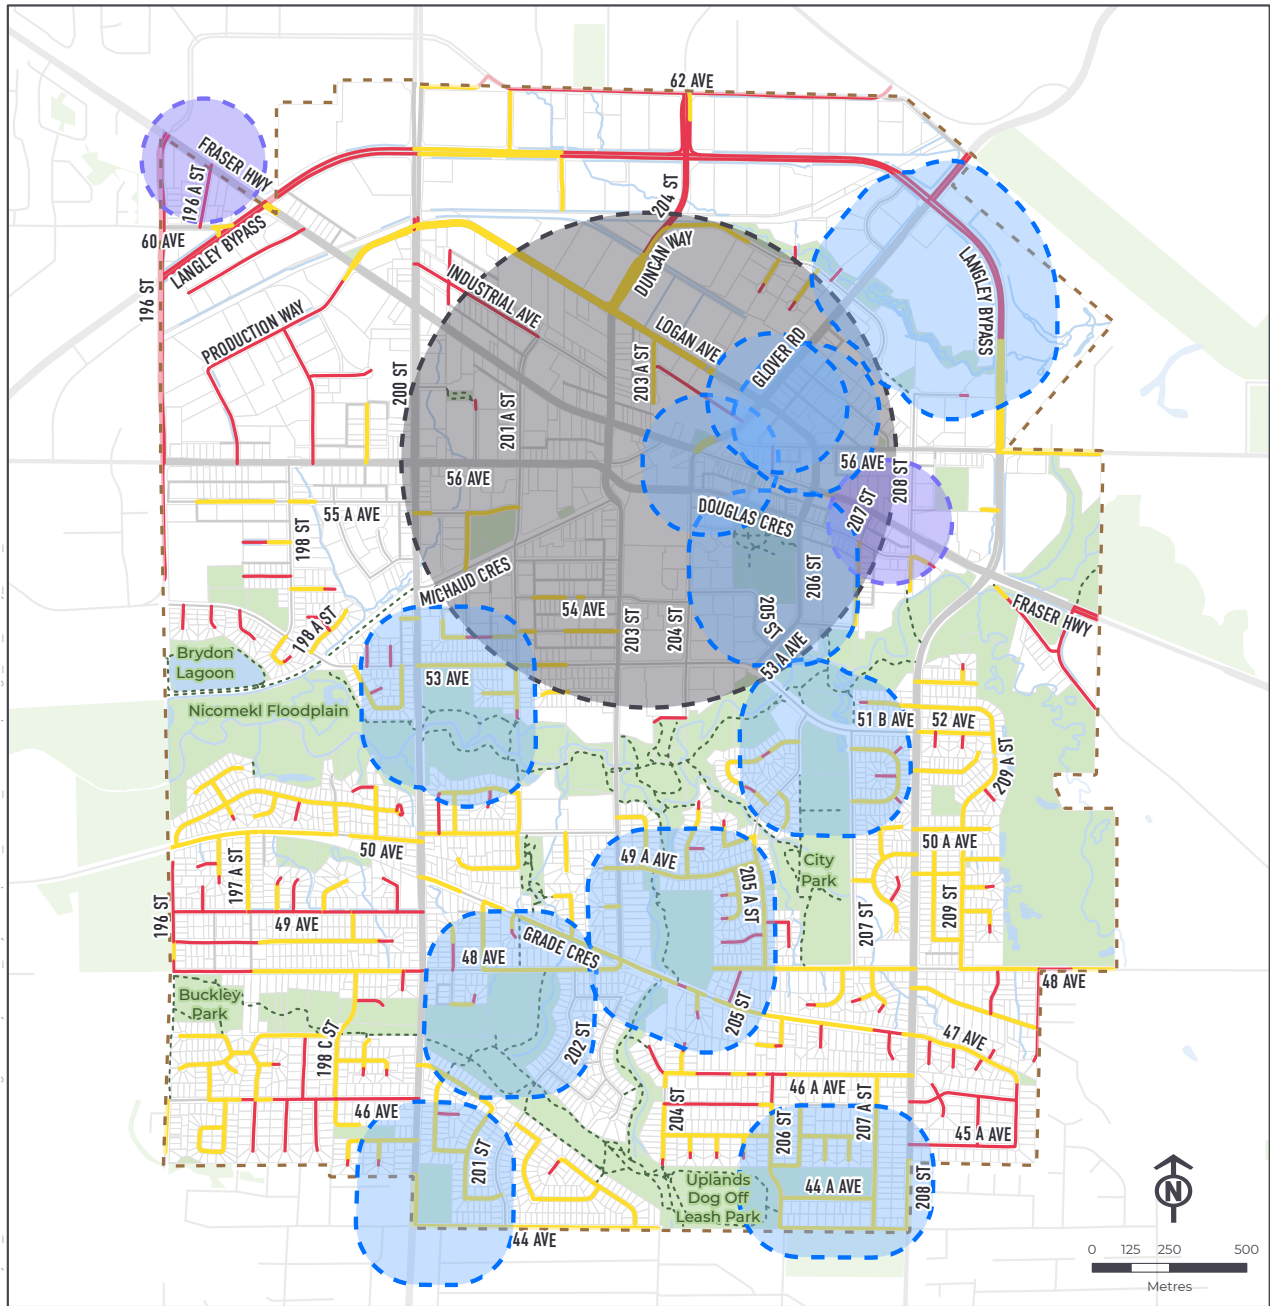 62 AVE
FRASER HWY
196 A ST
204 ST
60 AVE
LANGLEY BYPASS
DUNCAN WAY
LANGLEY BYPASS
196 ST
INDUSTRIAL AVE
PRODUCTION WAY
LOGAN AVE
GLOVER RD
203 A ST
200 ST
201 A ST
56 AVE
56 AVE
208 ST
207 ST
55 A AVE
DOUGLAS CRES
198 ST
MICHAUD CRES
206 ST
54 AVE
198 A ST
203 ST
204 ST
205 ST
FRASER HWY
53 A AVE
Brydon
Lagoon
53 AVE
Nicomekl Floodplain
51 B AVE
52 AVE
209 A ST
50 AVE
50 A AVE
197 A ST
49 A AVE
City
Park
205 A ST
196 ST
49 AVE
207 ST
209 ST
GRADE CRES
48 AVE
48 AVE
Buckley
Park
205 ST
198 C ST
202 ST
47 AVE
46 A AVE
46 AVE
204 ST
207 A ST
206 ST
45 A AVE
201 ST
Uplands
Dog Off
Leash Park
44 A AVE
208 ST
44 AVE
N
0 125 250 500
Metres